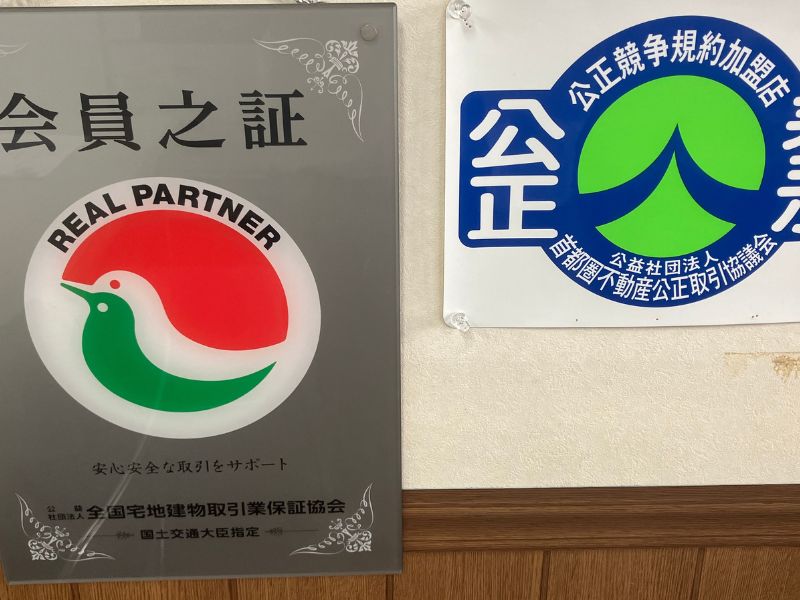 会員之証
REAL PARTNER
安心安全な取引をサポート
公益社団法人 全国宅地建物取引業保証協会
国土交通大臣指定
公正競争規約加盟店
公正
公益社団法人
首都圏不動産公正取引協議会